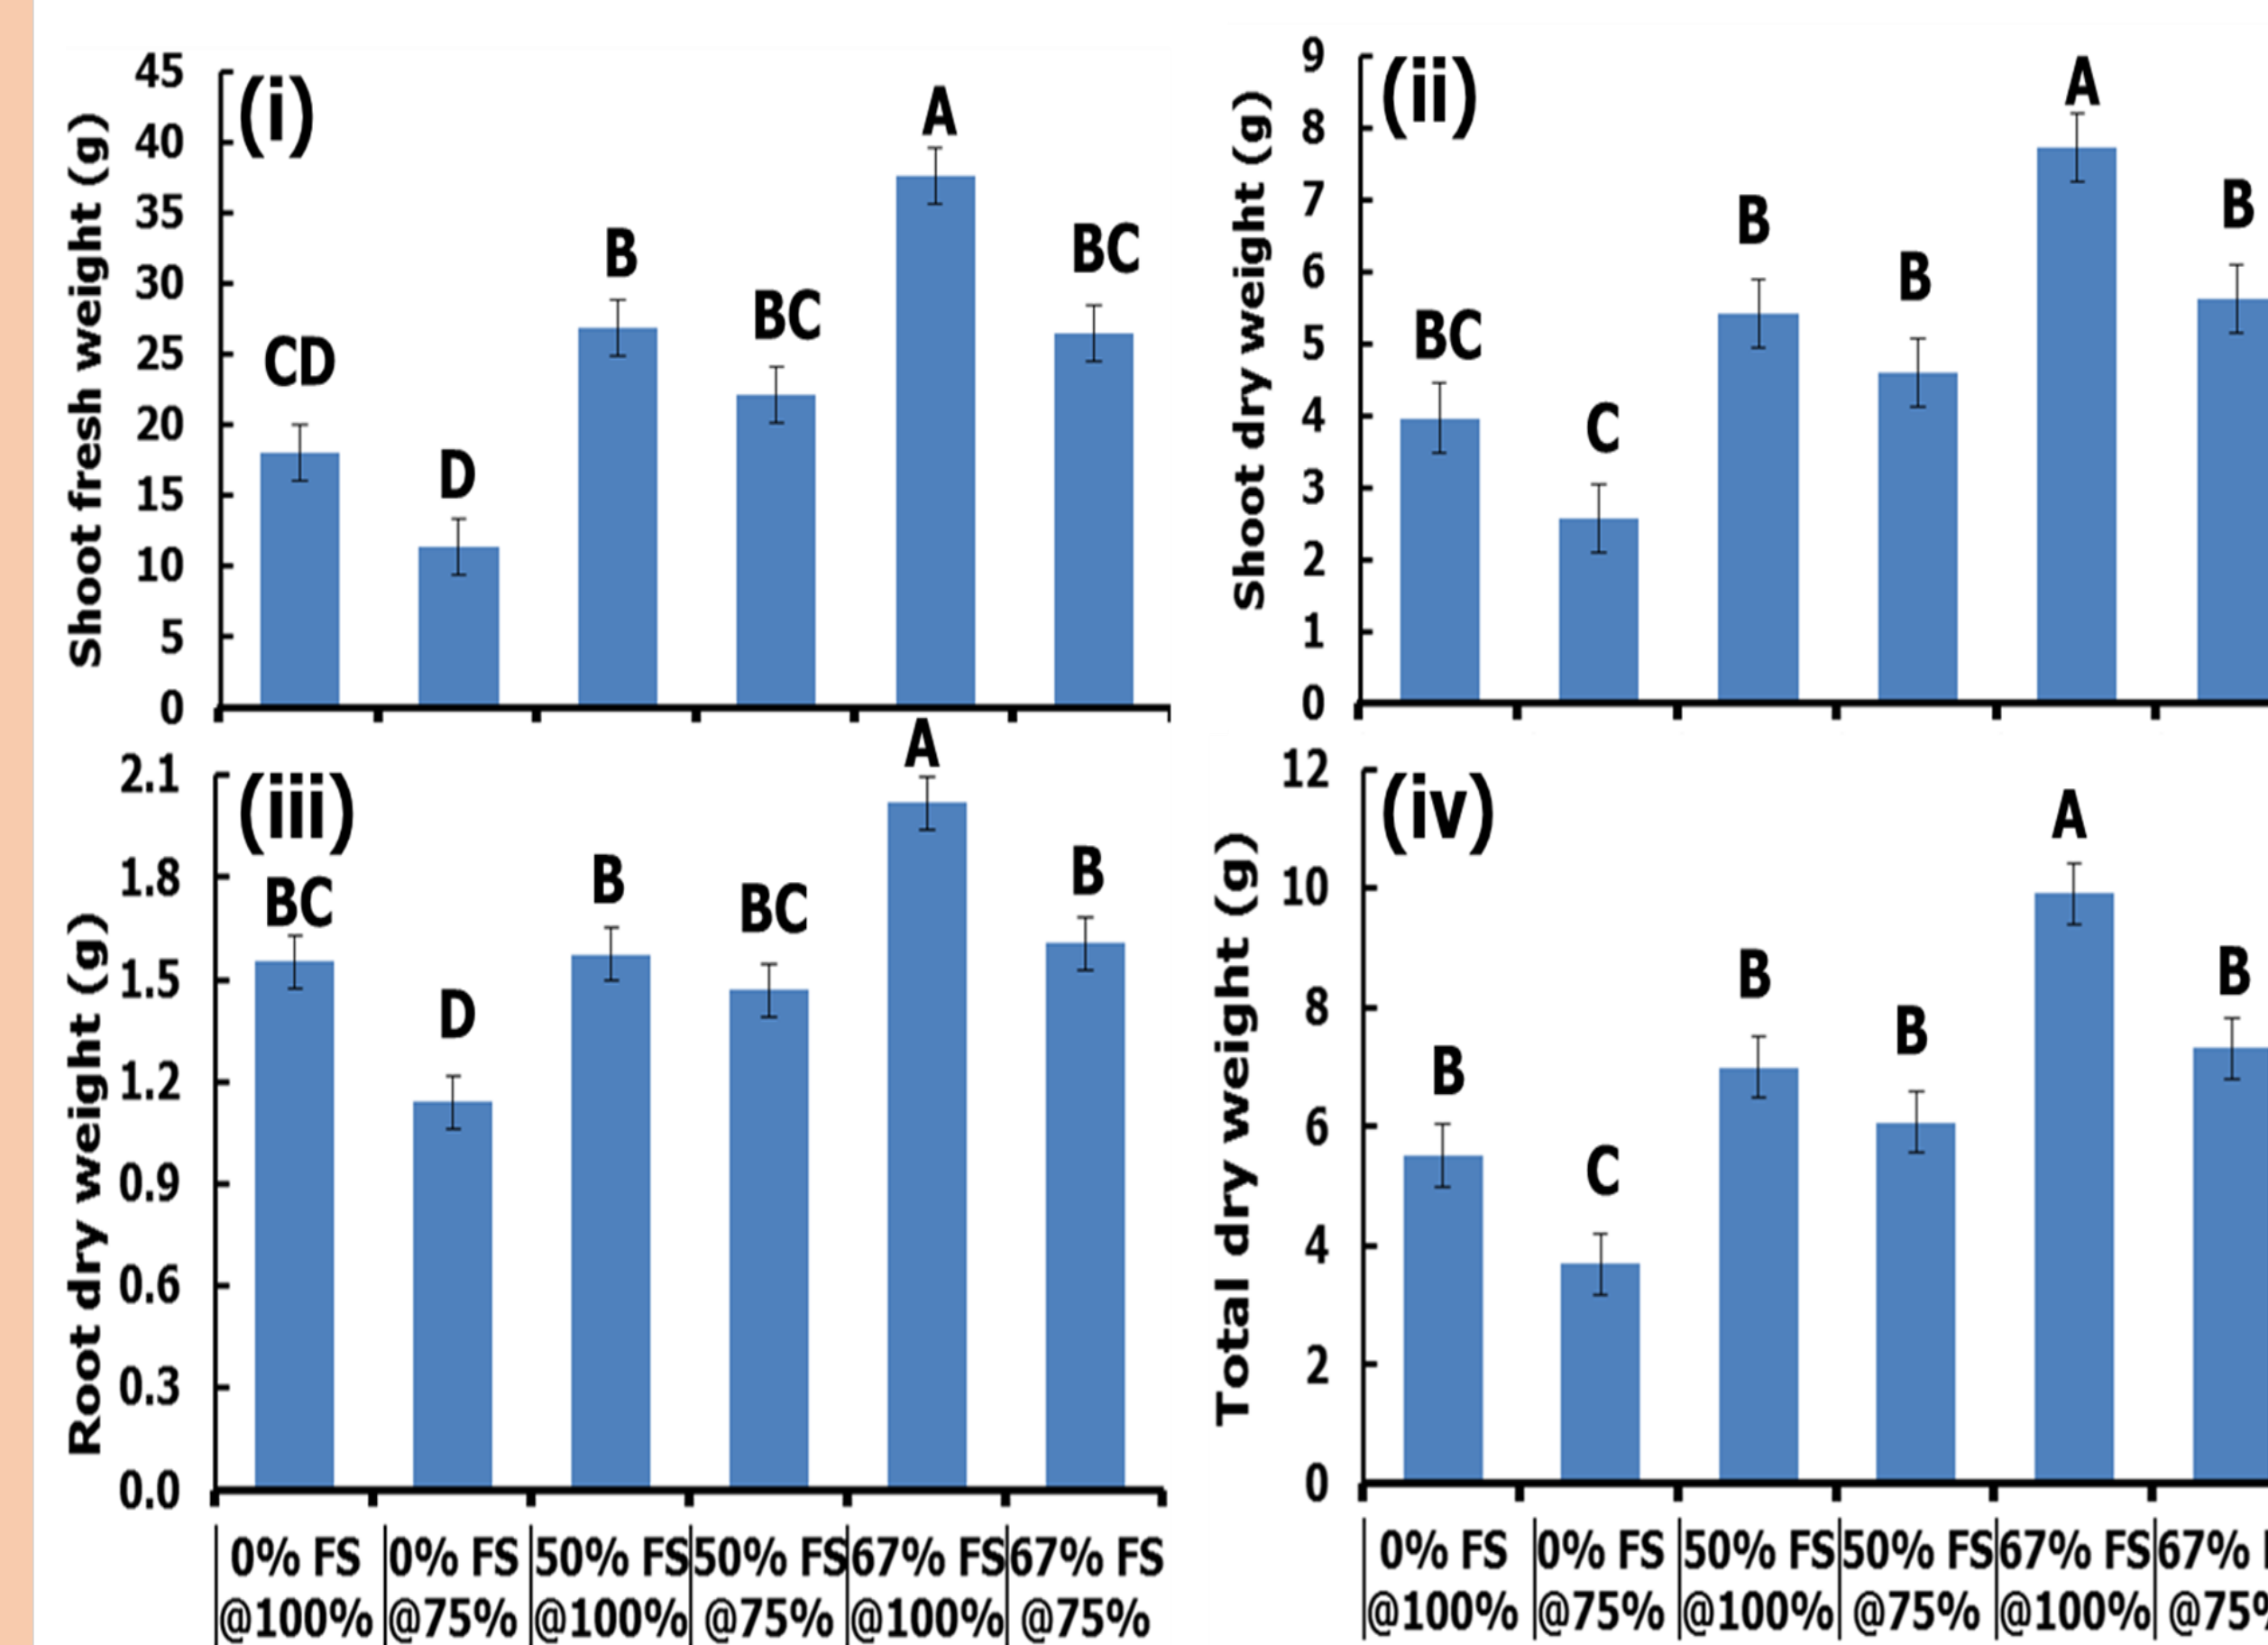 (i)
Shoot fresh weight (g)
45
40
35
30
25
20
15
10
5
0
CD
D
B
BC
A
BC
(ii)
Shoot dry weight (g)
9
8
7
6
5
4
3
2
1
0
BC
C
B
B
A
B
(iii)
Root dry weight (g)
2.1
1.8
1.5
1.2
0.9
0.6
0.3
0.0
BC
D
B
BC
A
B
0% FS @100%
0% FS @75%
50% FS @100%
50% FS @75%
67% FS @100%
67% FS @75%
(iv)
Total dry weight (g)
12
10
8
6
4
2
0
B
C
B
B
A
B
0% FS @100%
0% FS @75%
50% FS @100%
50% FS @75%
67% FS @100%
67%